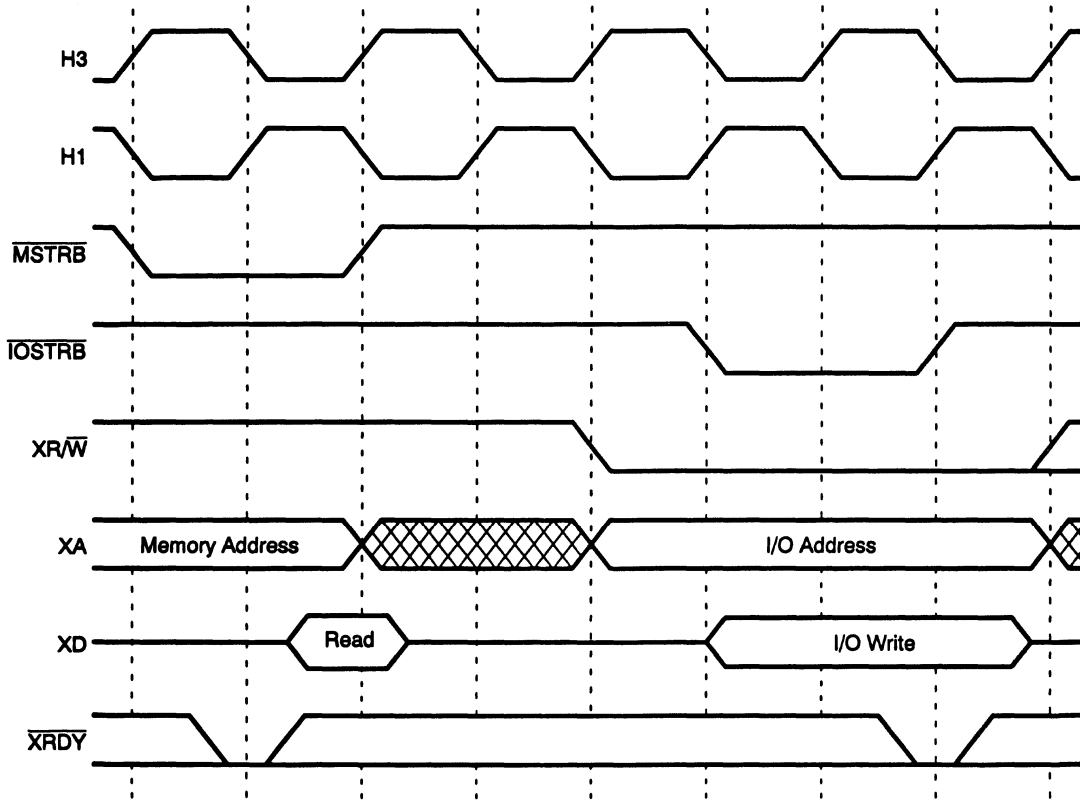 H3
H1
MSTRB
IOSTRB
XR/W
XA Memory Address I/O Address
XD Read I/O Write
XRDY